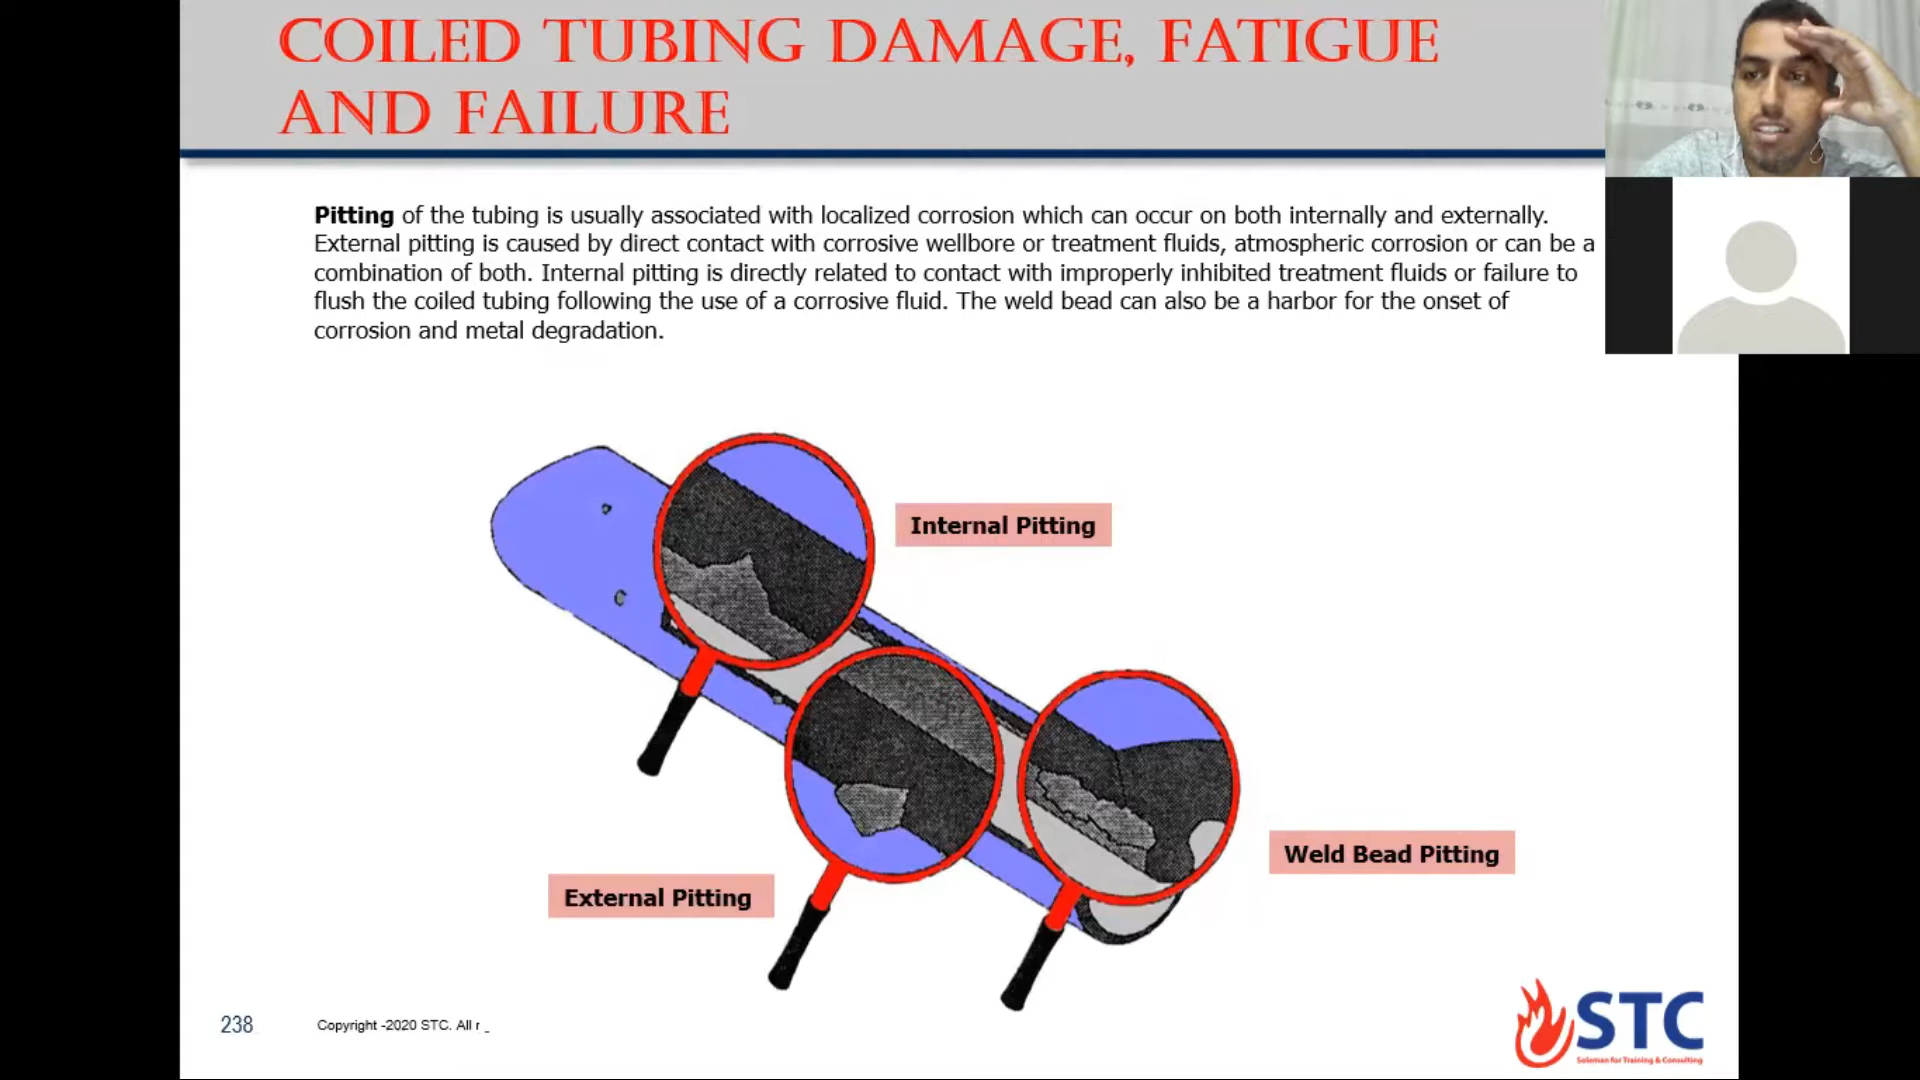 COILED TUBING DAMAGE, FATIGUE
AND FAILURE
Pitting of the tubing is usually associated with localized corrosion which can occur on both internally and externally.
External pitting is caused by direct contact with corrosive wellbore or treatment fluids, atmospheric corrosion or can be a
combination of both. Internal pitting is directly related to contact with improperly inhibited treatment fluids or failure to
flush the coiled tubing following the use of a corrosive fluid. The weld bead can also be a harbor for the onset of
corrosion and metal degradation.
Internal Pitting
Weld Bead Pitting
External Pitting
238
Copyright -2020 STC. All r
STC
Soleman for Training & Consulting